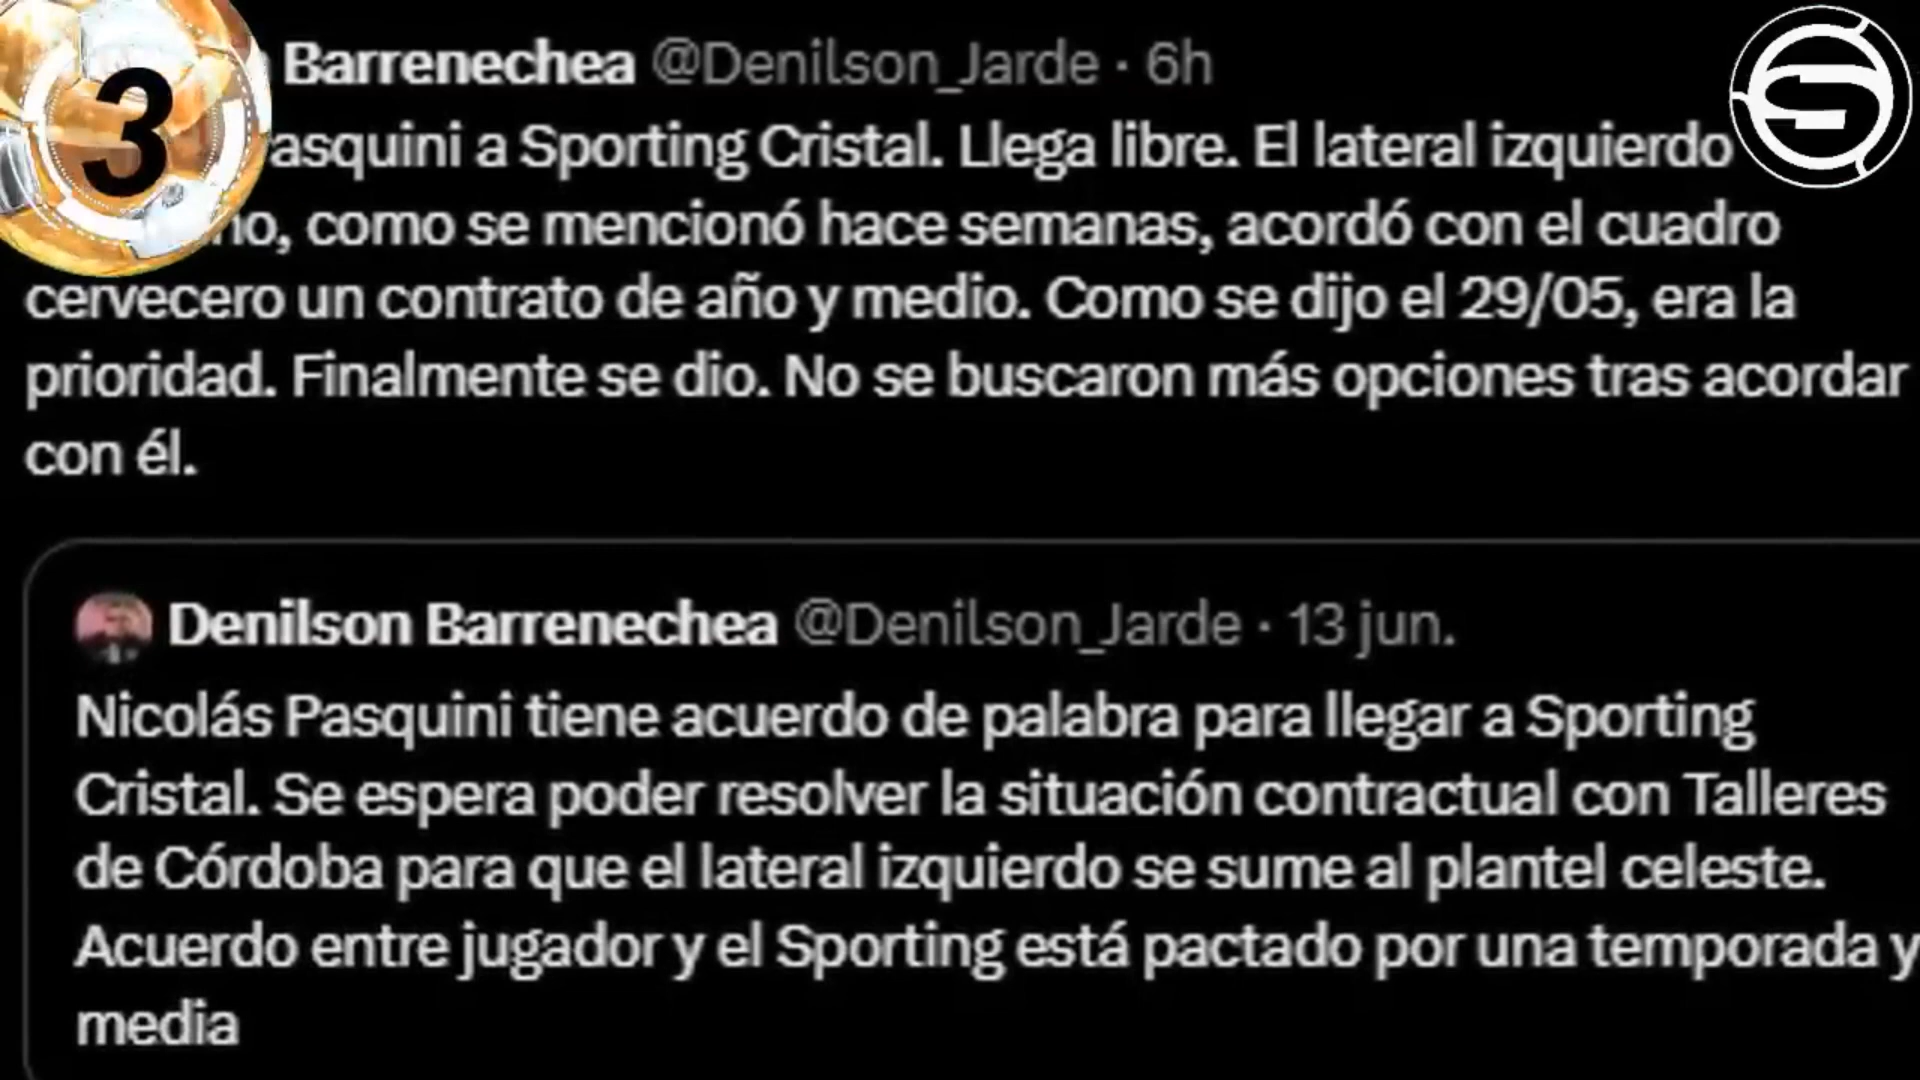 3
Barrenechea @Denilson_Jarde · 6h
asquini a Sporting Cristal. Llega libre. El lateral izquierdo
no, como se mencionó hace semanas, acordó con el cuadro
cervecero un contrato de año y medio. Como se dijo el 29/05, era la
prioridad. Finalmente se dio. No se buscaron más opciones tras acordar
con él.
Denilson Barrenechea @Denilson_Jarde · 13 jun.
Nicolás Pasquini tiene acuerdo de palabra para llegar a Sporting
Cristal. Se espera poder resolver la situación contractual con Talleres
de Córdoba para que el lateral izquierdo se sume al plantel celeste.
Acuerdo entre jugador y el Sporting está pactado por una temporada y
media